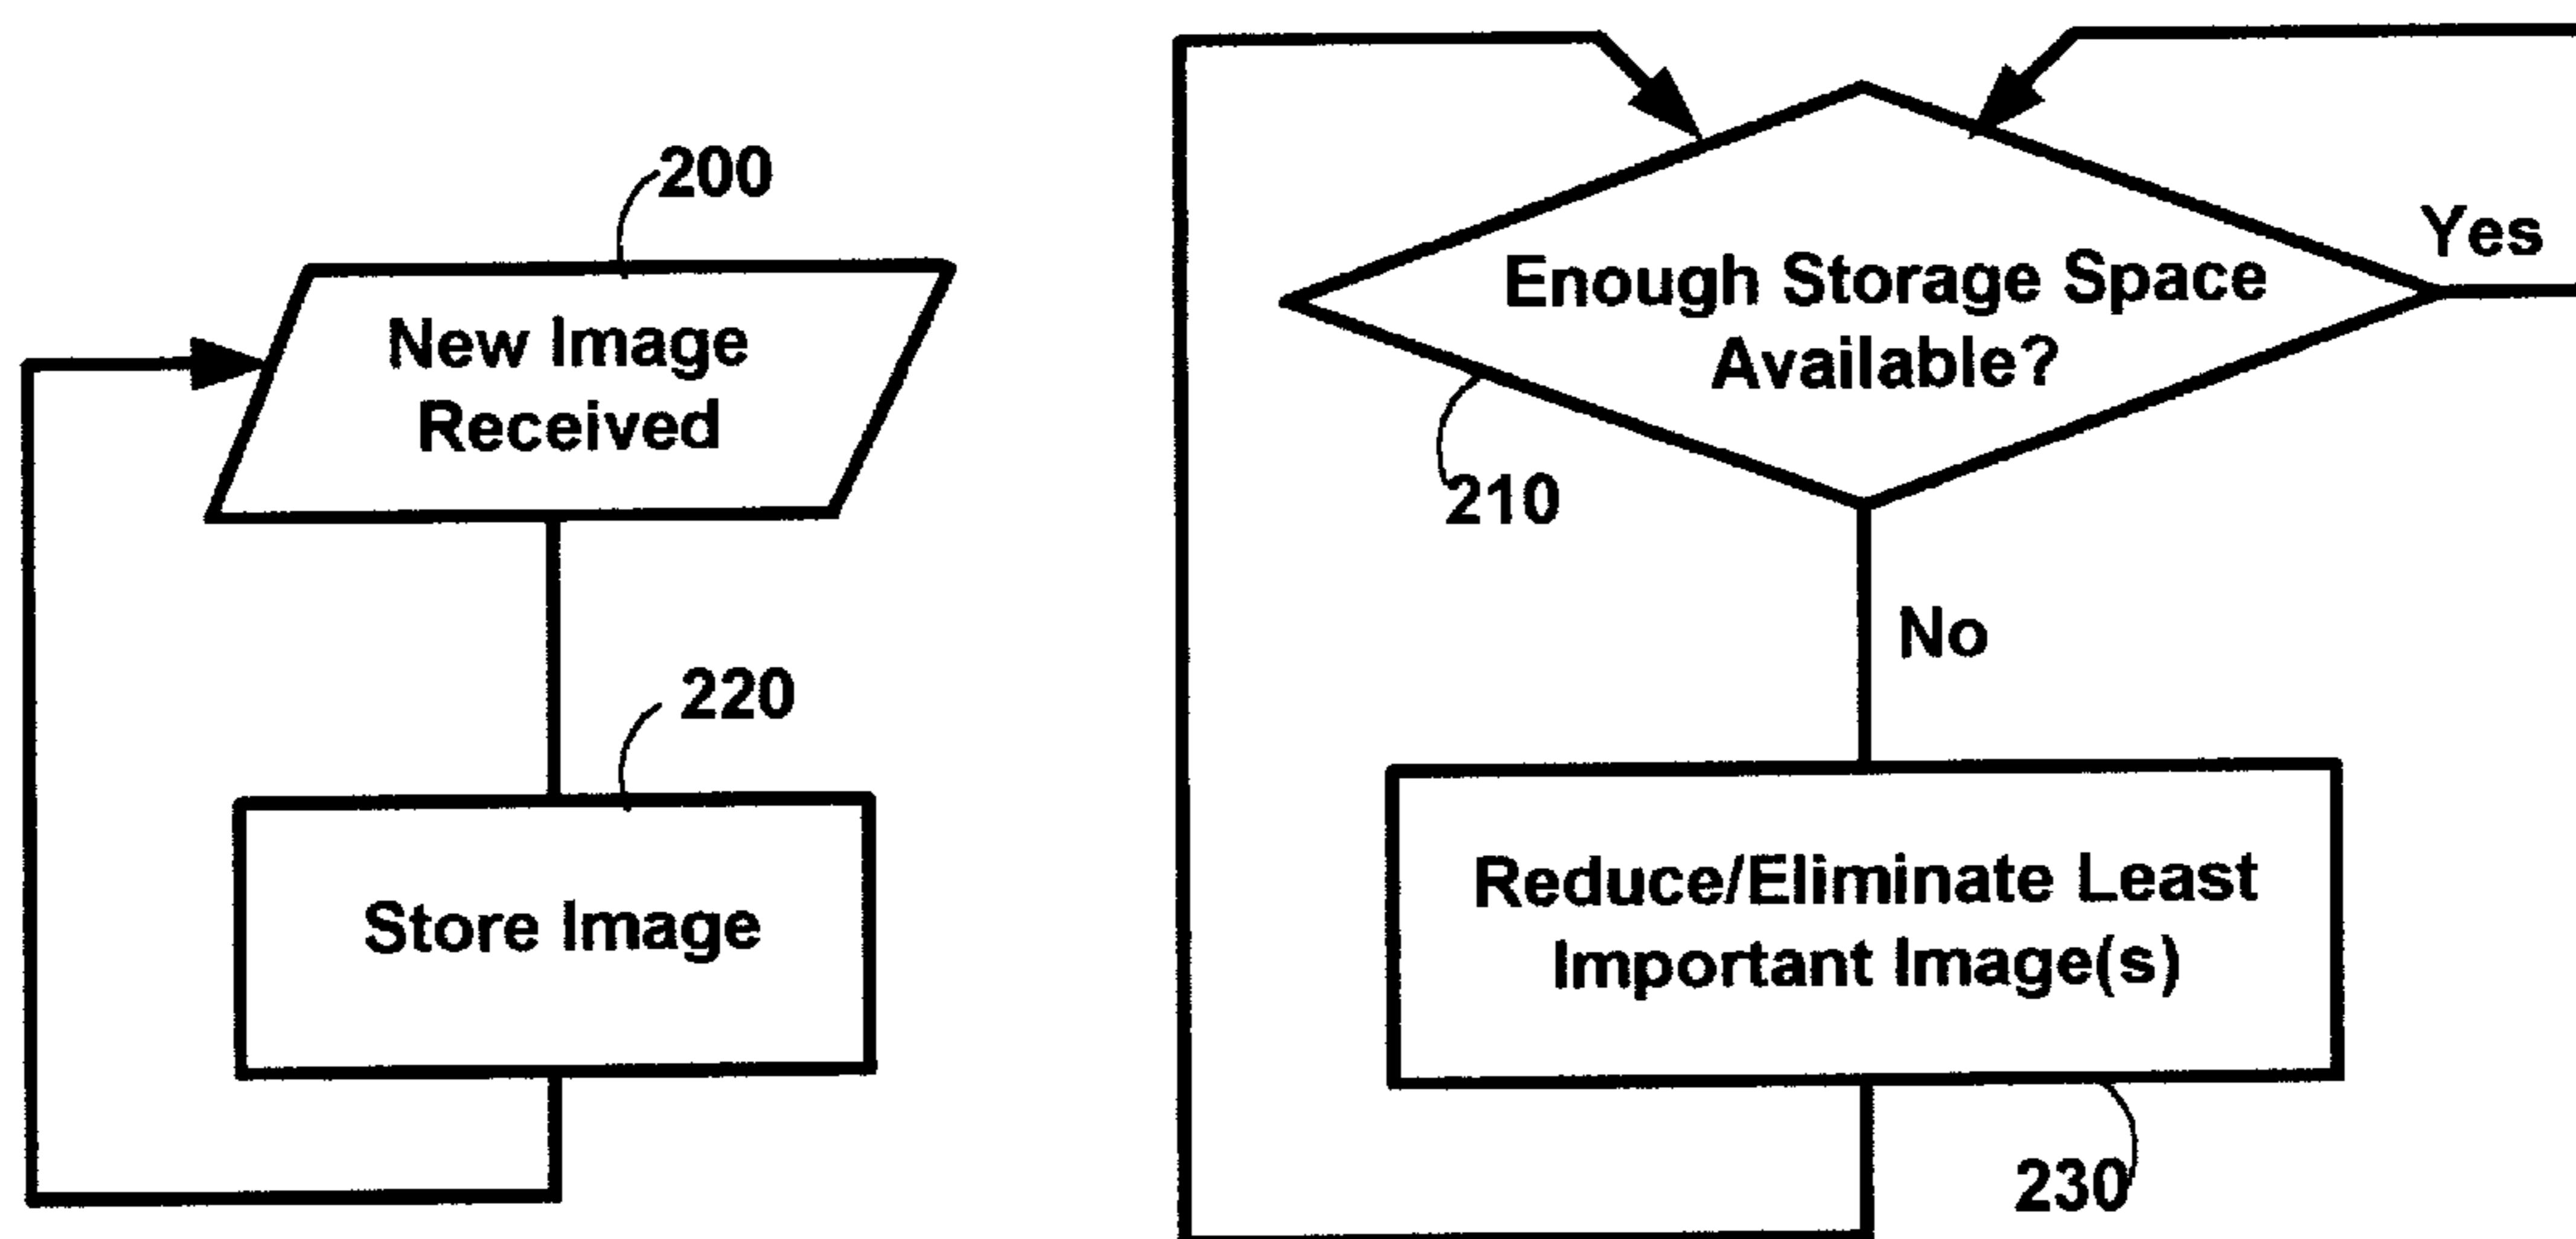 200
New Image
Received
220
Store Image
Enough Storage Space
Available?
Yes
210
No
Reduce/Eliminate Least
Important Image(s)
230